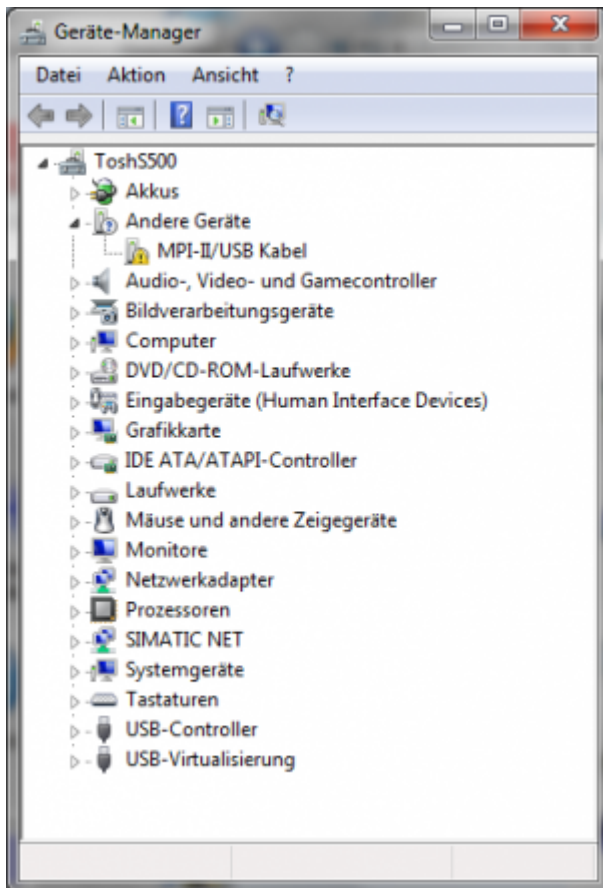 Geräte-Manager
Datei Aktion Ansicht ?
ToshS500
Akkus
Andere Geräte
MPI-II/USB Kabel
Audio-, Video- und Gamecontroller
Bildverarbeitungsgeräte
Computer
DVD/CD-ROM-Laufwerke
Eingabegeräte (Human Interface Devices)
Grafikkarte
IDE ATA/ATAPI-Controller
Laufwerke
Mäuse und andere Zeigegeräte
Monitore
Netzwerkadapter
Prozessoren
SIMATIC NET
Systemgeräte
Tastaturen
USB-Controller
USB-Virtualisierung